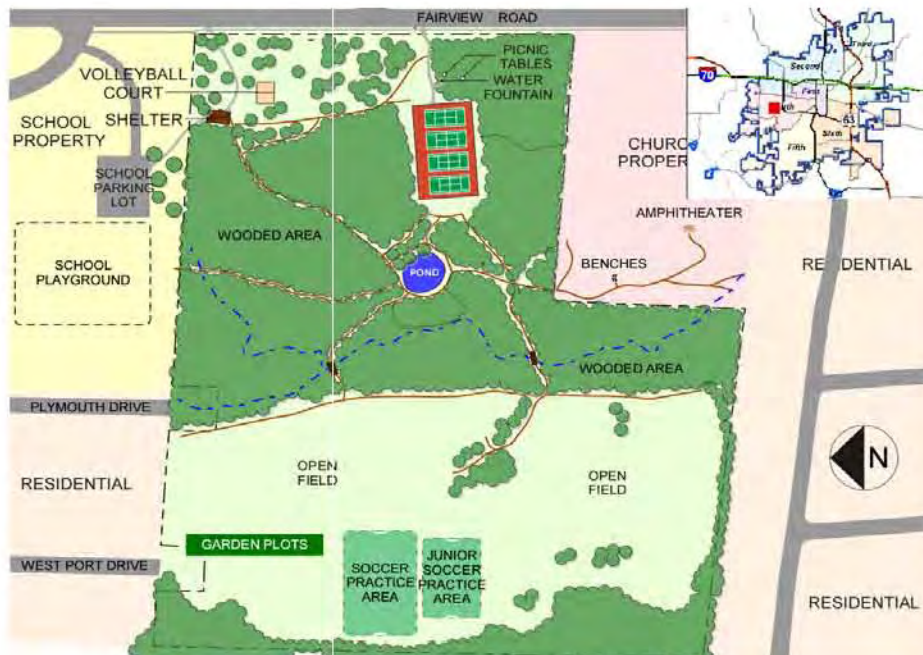 FAIRVIEW ROAD
PICNIC
TABLES
WATER
FOUNTAIN
VOLLEYBALL
COURT
SHELTER
SCHOOL
PROPERTY
SCHOOL
PARKING
LOT
SCHOOL
PLAYGROUND
WOODED AREA
POND
CHURC
PROPER
AMPHITHEATER
BENCHES
RESIDENTIAL
WOODED AREA
PLYMOUTH DRIVE
RESIDENTIAL
WEST PORT DRIVE
OPEN
FIELD
OPEN
FIELD
GARDEN PLOTS
SOCCER
PRACTICE
AREA
JUNIOR
SOCCER
PRACTICE
AREA
N
RESIDENTIAL
70
Second
Third
First
63
Sixth
Fifth